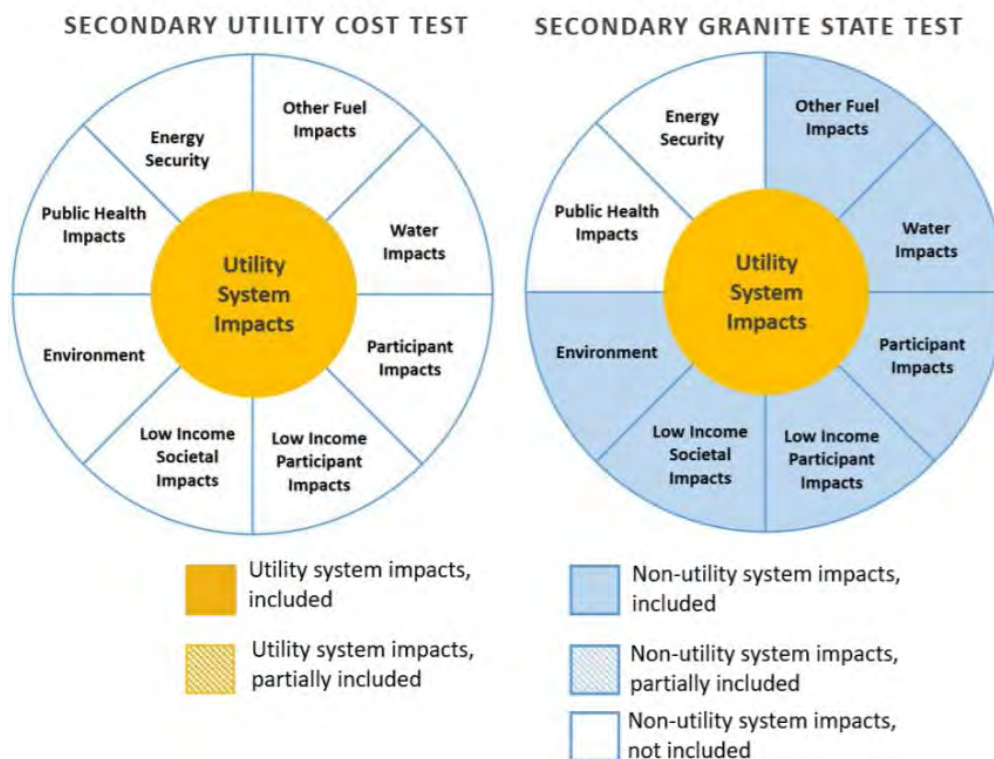 SECONDARY UTILITY COST TEST
Other Fuel
Impacts
Energy
Security
Public Health
Impacts
Water
Impacts
Utility
System
Impacts
Environment
Participant
Impacts
Low Income
Societal
Impacts
Low Income
Participant
Impacts
SECONDARY GRANITE STATE TEST
Other Fuel
Impacts
Energy
Security
Public Health
Impacts
Water
Impacts
Utility
System
Impacts
Environment
Participant
Impacts
Low Income
Societal
Impacts
Low Income
Participant
Impacts
Utility system impacts,
included
Utility system impacts,
partially included
Non-utility system impacts,
included
Non-utility system impacts,
partially included
Non-utility system impacts,
not included